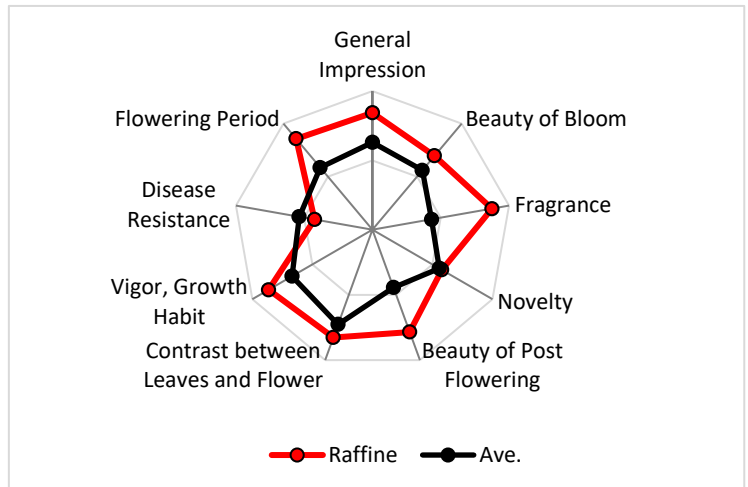 General
Impression
Beauty of Bloom
Fragrance
Novelty
Beauty of Post
Flowering
Contrast between
Leaves and Flower
Vigor, Growth
Habit
Disease
Resistance
Flowering Period
Raffine
Ave.